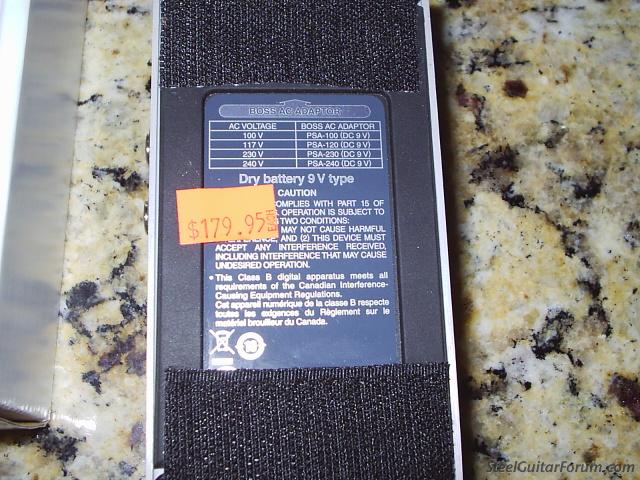 BOSS AC ADAPTOR
AC VOLTAGE BOSS AC ADAPTOR
100 V PSA-100 (DC 9 V)
117 V PSA-120 (DC 9 V)
230 V PSA-230 (DC 9 V)
240 V PSA-240 (DC 9 V)
Dry battery 9 V type
CAUTION
COMPLIES WITH PART 15 OF
OPERATION IS SUBJECT TO
TWO CONDITIONS:
MAY NOT CAUSE HARMFUL
AND (2) THIS DEVICE MUST
ACCEPT ANY INTERFERENCE RECEIVED,
INCLUDING INTERFERENCE THAT MAY CAUSE
UNDESIRED OPERATION.
$179.95
• This Class B digital apparatus meets all
requirements of the Canadian Interference-
Causing Equipment Regulations.
Cet appareil numérique de la classe B respecte
toutes les exigences du Règlement sur le
matériel brouilleur du Canada.
SteelGuitarForum.com